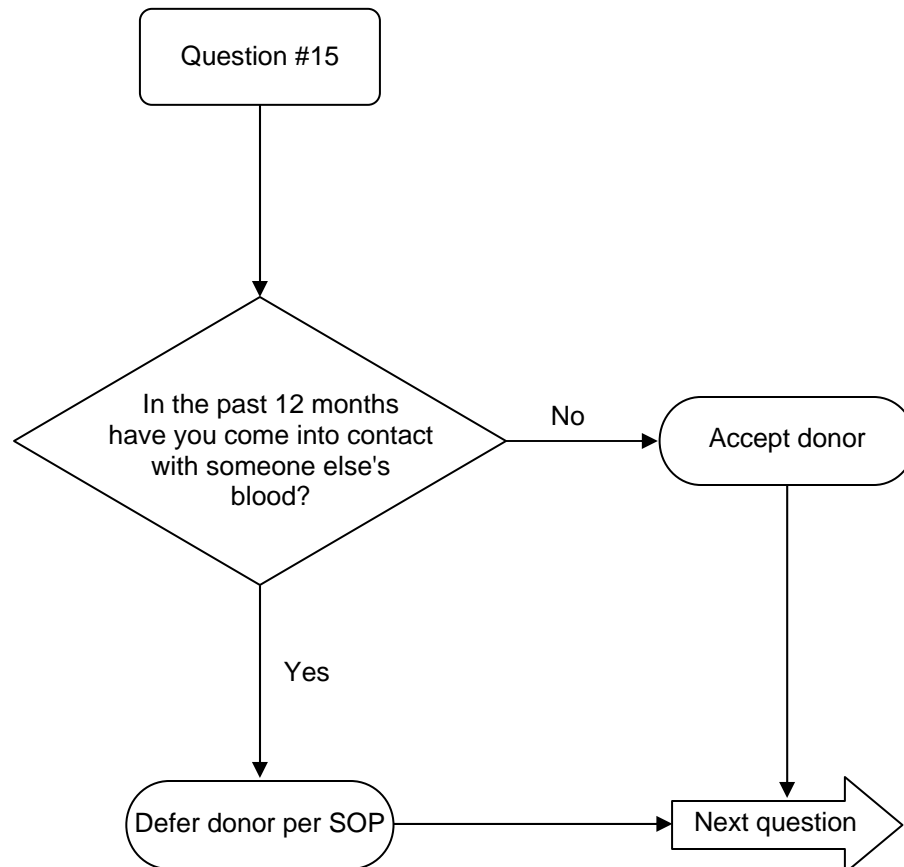 Question #15
In the past 12 months
have you come into contact
with someone else's
blood?
No
Accept donor
Yes
Defer donor per SOP
Next question